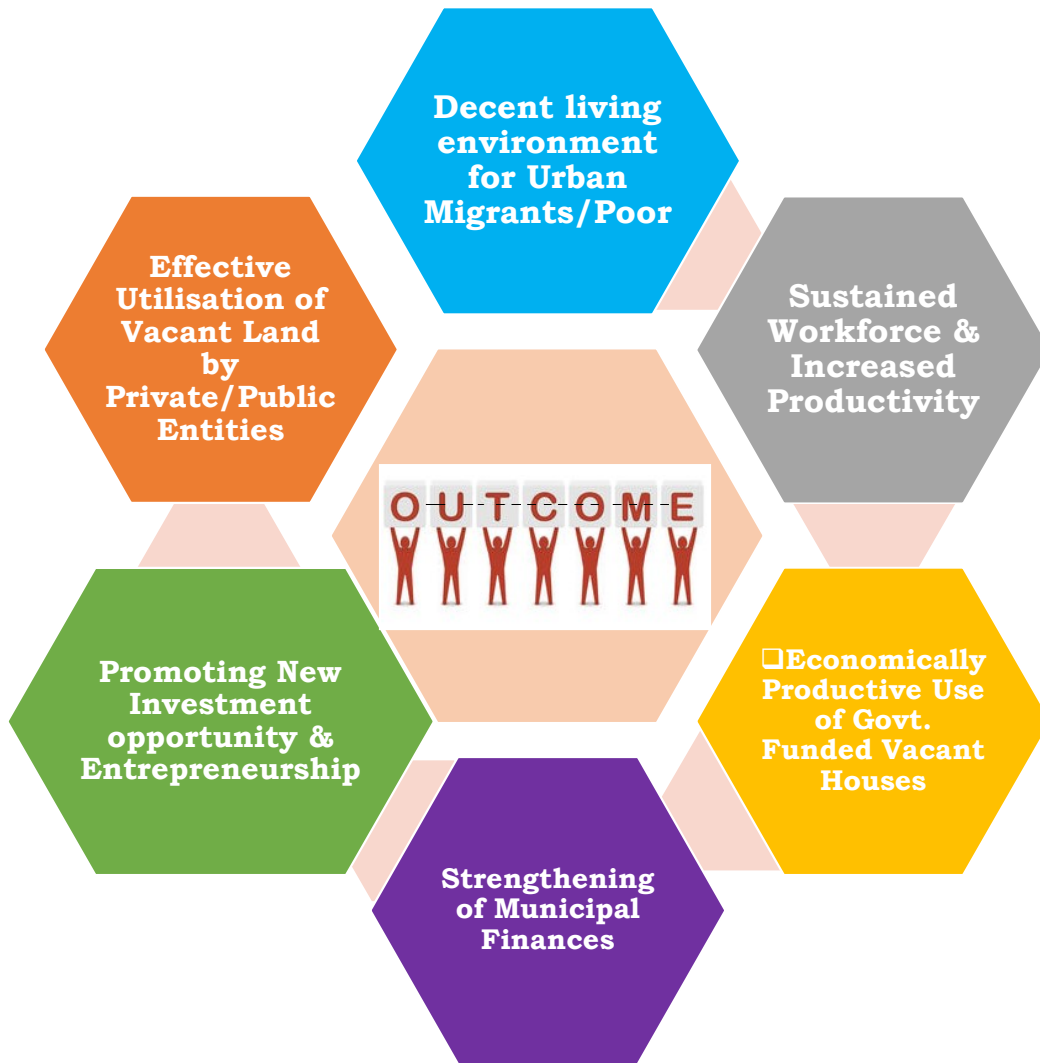 Decent living
environment
for Urban
Migrants/Poor
Effective
Utilisation of
Vacant Land
by
Private/Public
Entities
Sustained
Workforce &
Increased
Productivity
OUTCOME
Promoting New
Investment
opportunity &
Entrepreneurship
❑Economically
Productive Use
of Govt.
Funded Vacant
Houses
Strengthening
of Municipal
Finances